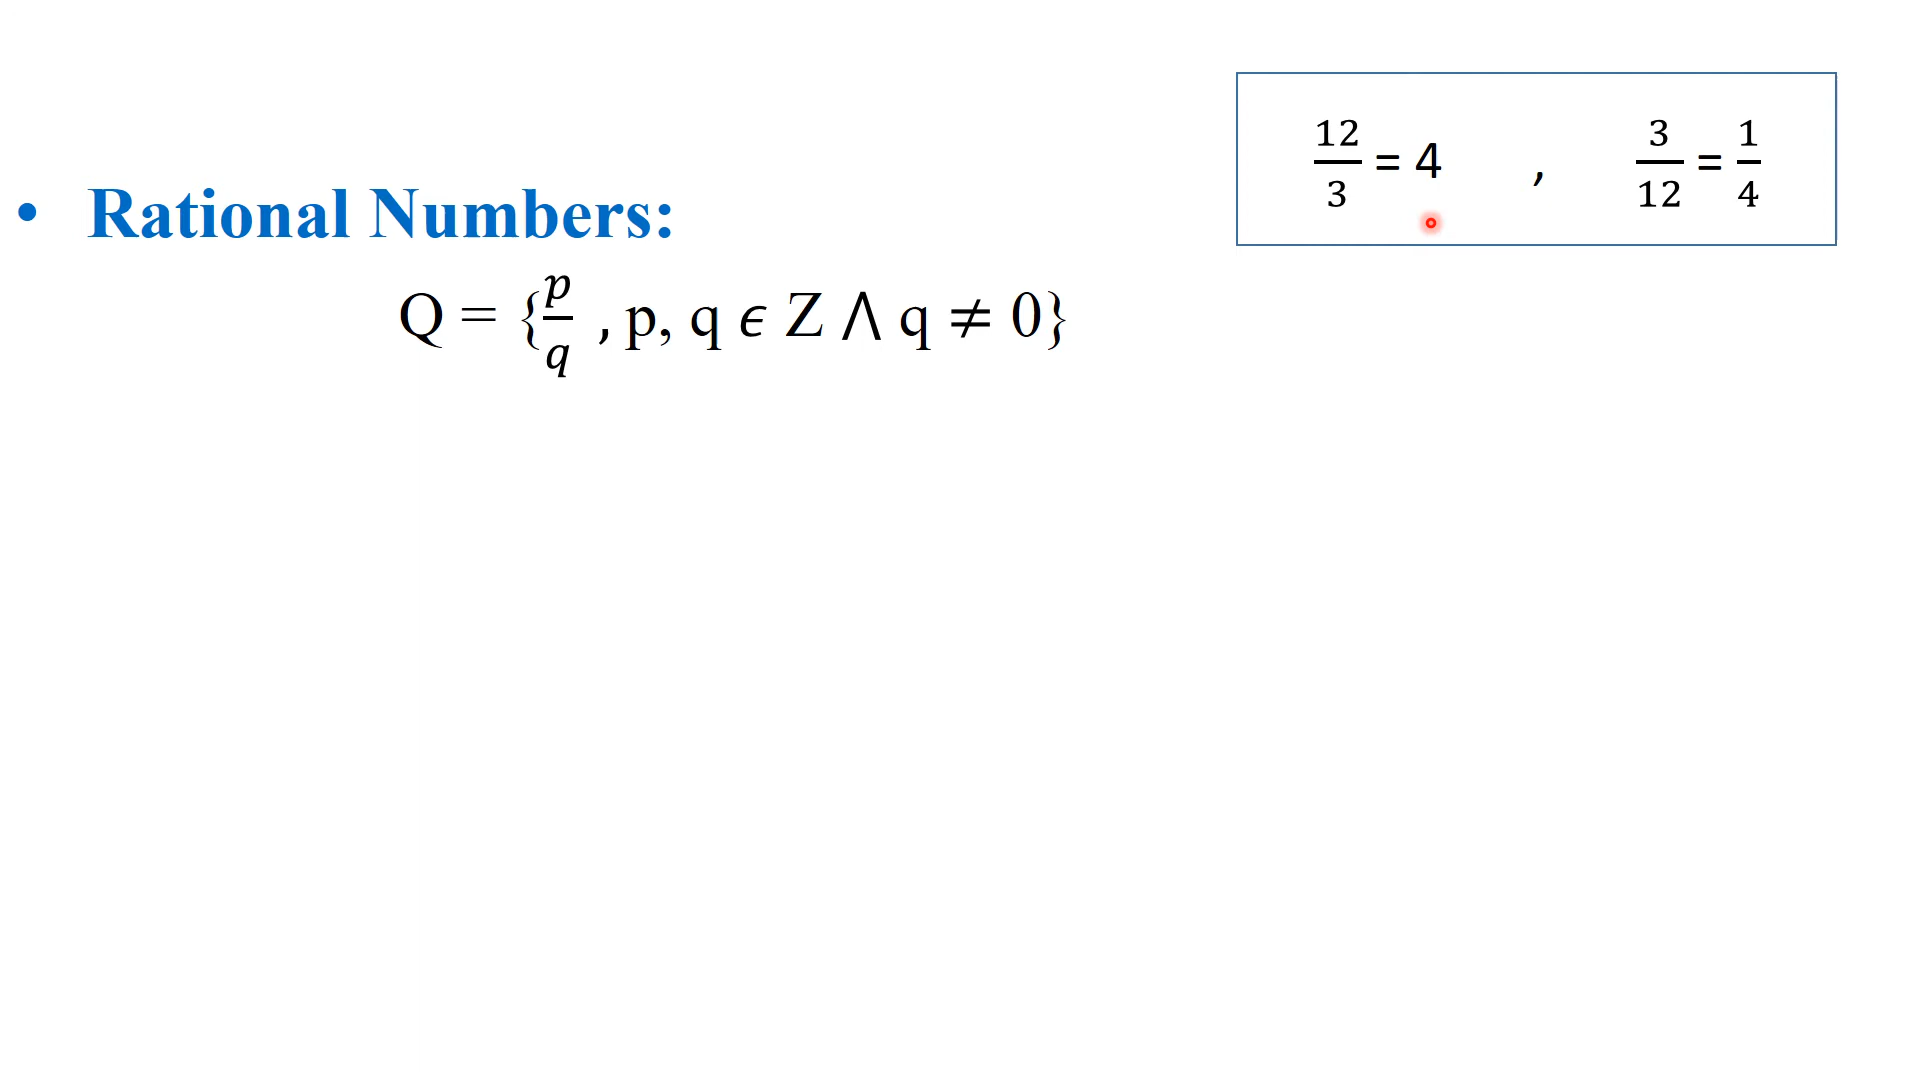 12/3 = 4 , 3/12 = 1/4
• Rational Numbers:
Q = {p/q , p, q ϵ Z ⋀ q ≠ 0}